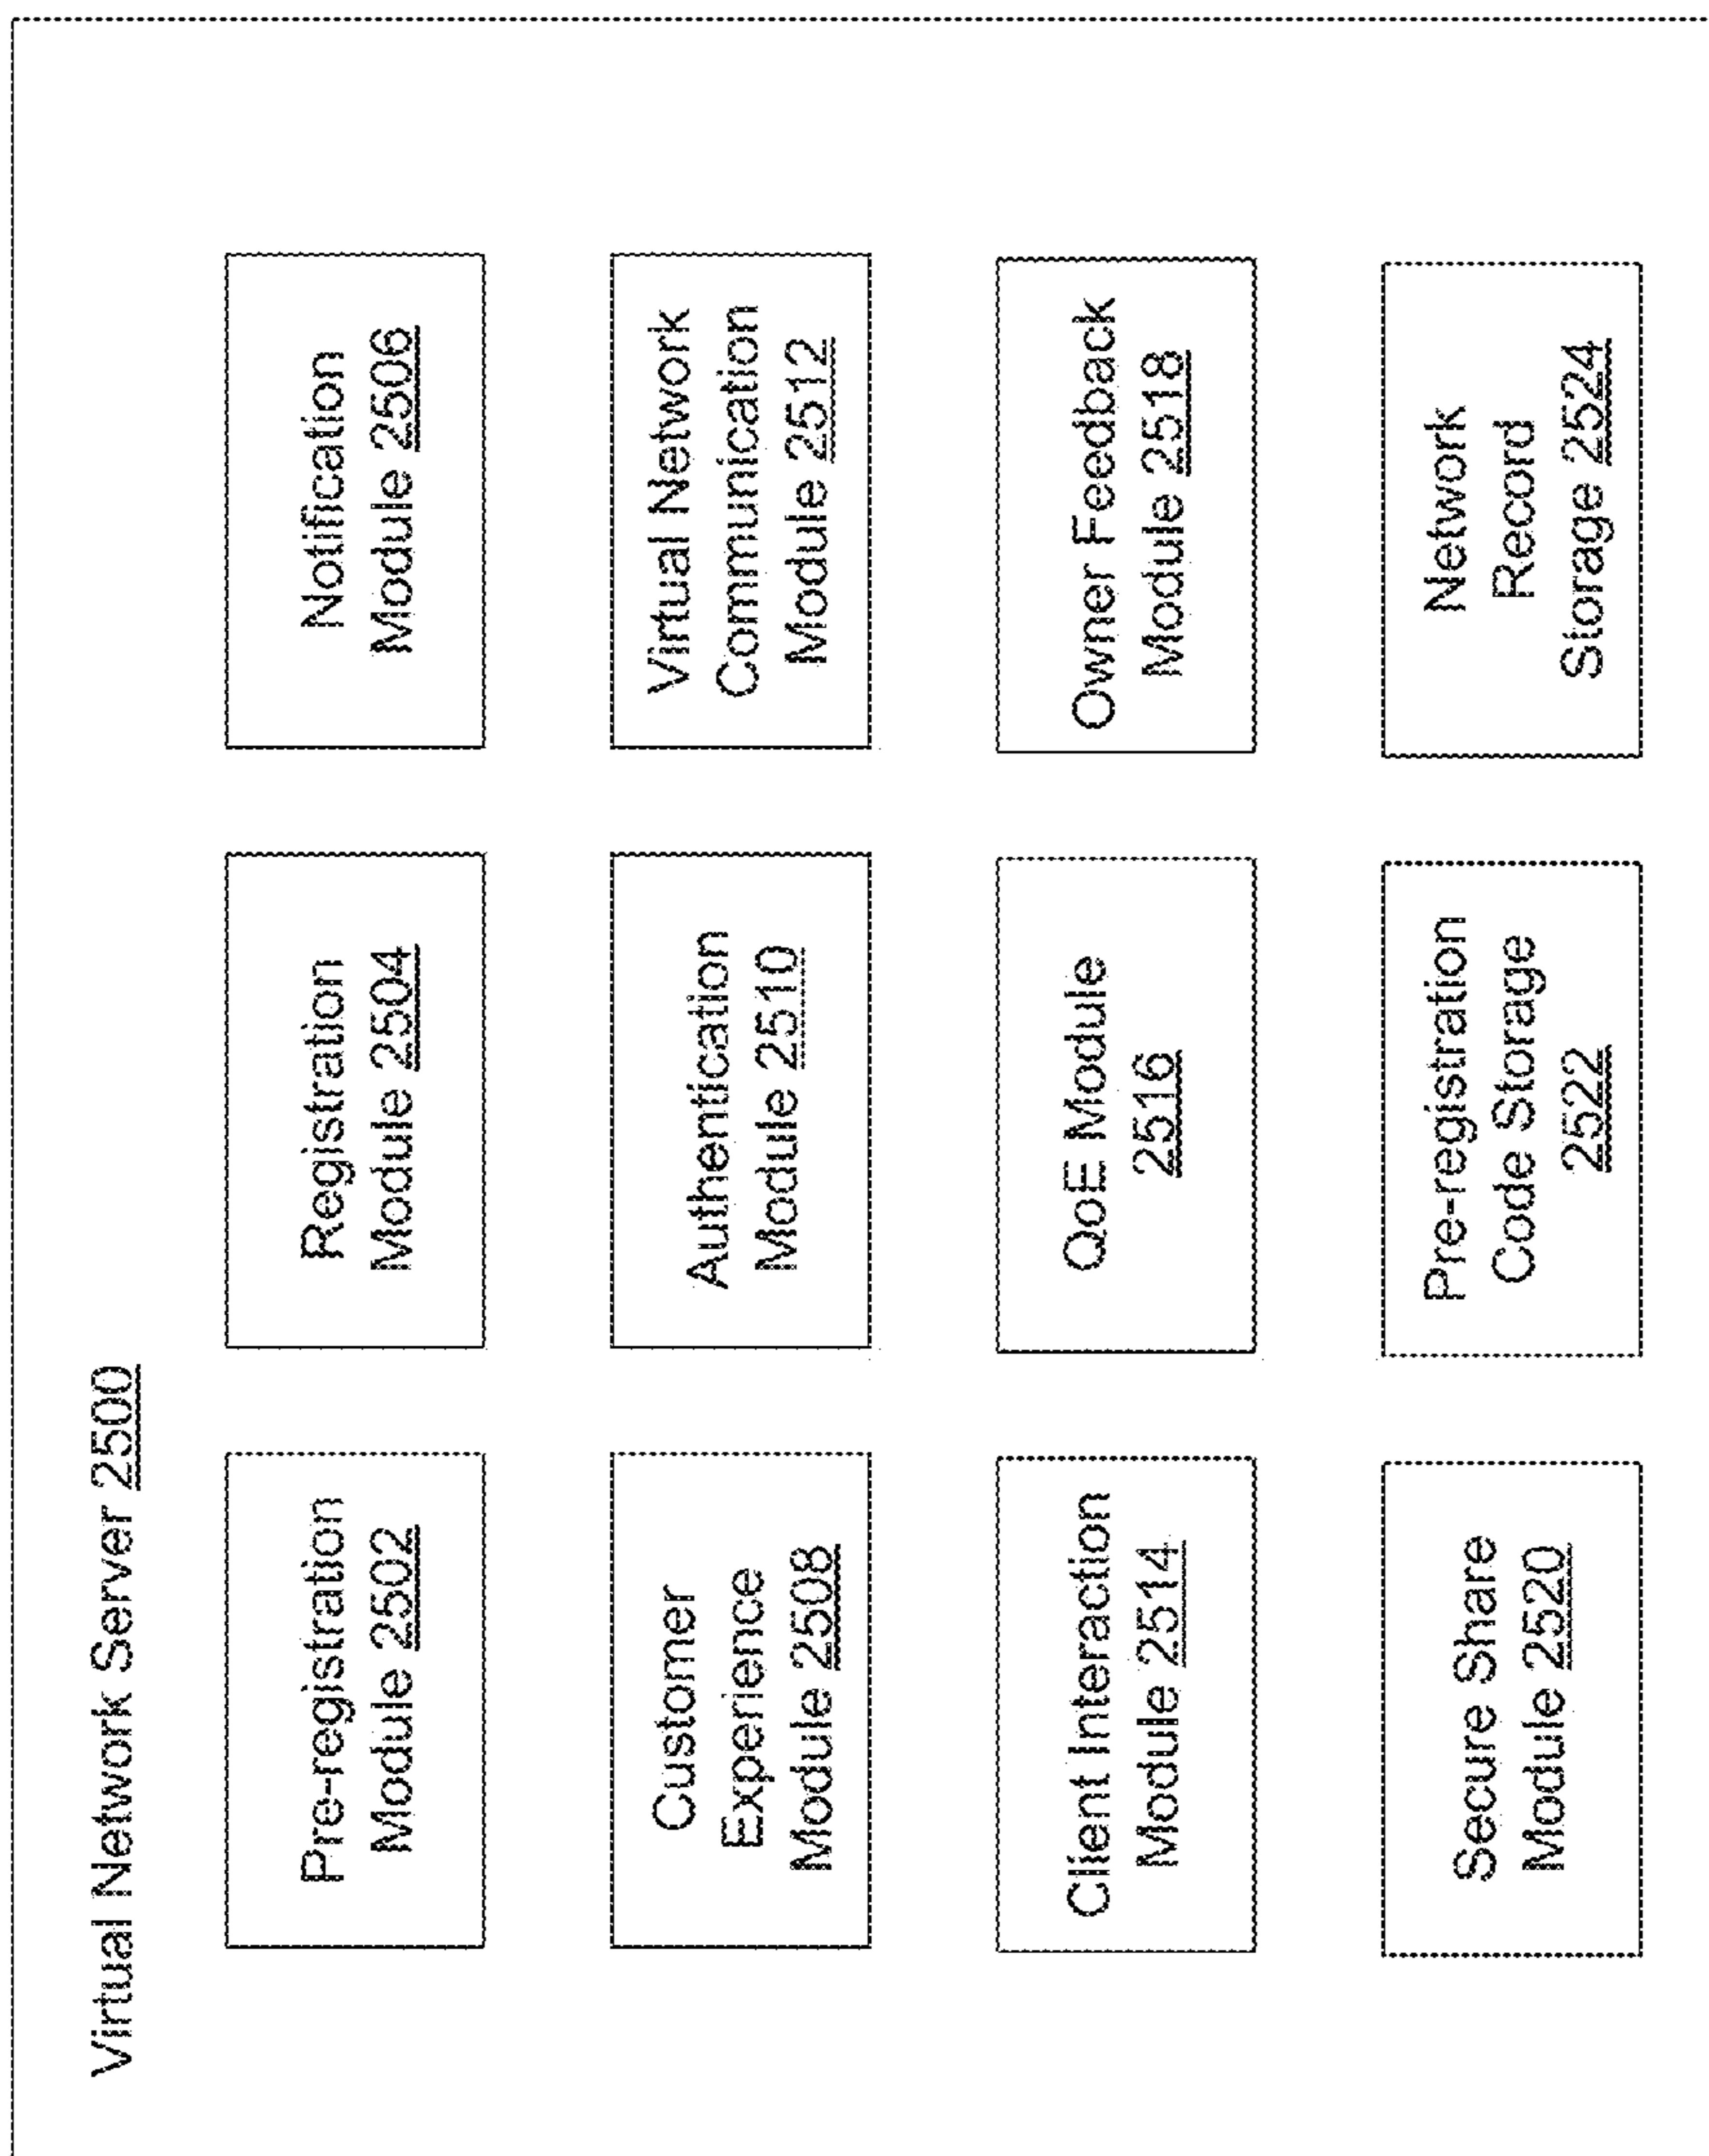 Virtual Network Server 2500
Pre-registration
Module 2502
Registration
Module 2504
Notification
Module 2506
Customer
Experience
Module 2508
Authentication
Module 2510
Virtual Network
Communication
Module 2512
Client Interaction
Module 2514
QoE Module
2516
Owner Feedback
Module 2518
Secure Share
Module 2520
Pre-registration
Code Storage
2522
Network
Record
Storage 2524